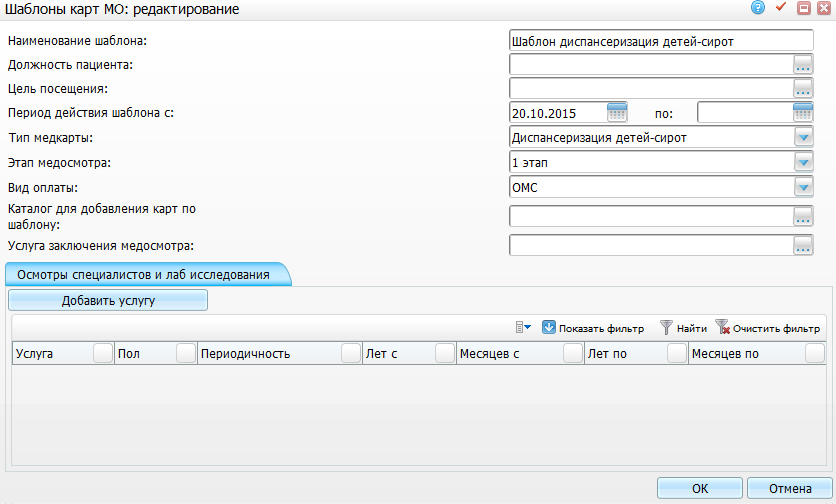 Шаблоны карт МО: редактирование
Наименование шаблона: Шаблон диспансеризация детей-сирот
Должность пациента: ...
Цель посещения: ...
Период действия шаблона с: 20.10.2015 по:
Тип медкарты: Диспансеризация детей-сирот
Этап медосмотра: 1 этап
Вид оплаты: ОМС
Каталог для добавления карт по
шаблону: ...
Услуга заключения медосмотра: ...
Осмотры специалистов и лаб исследования
Добавить услугу
Показать фильтр Найти Очистить фильтр
Услуга Пол Периодичность Лет с Месяцев с Лет по Месяцев по
ОК Отмена